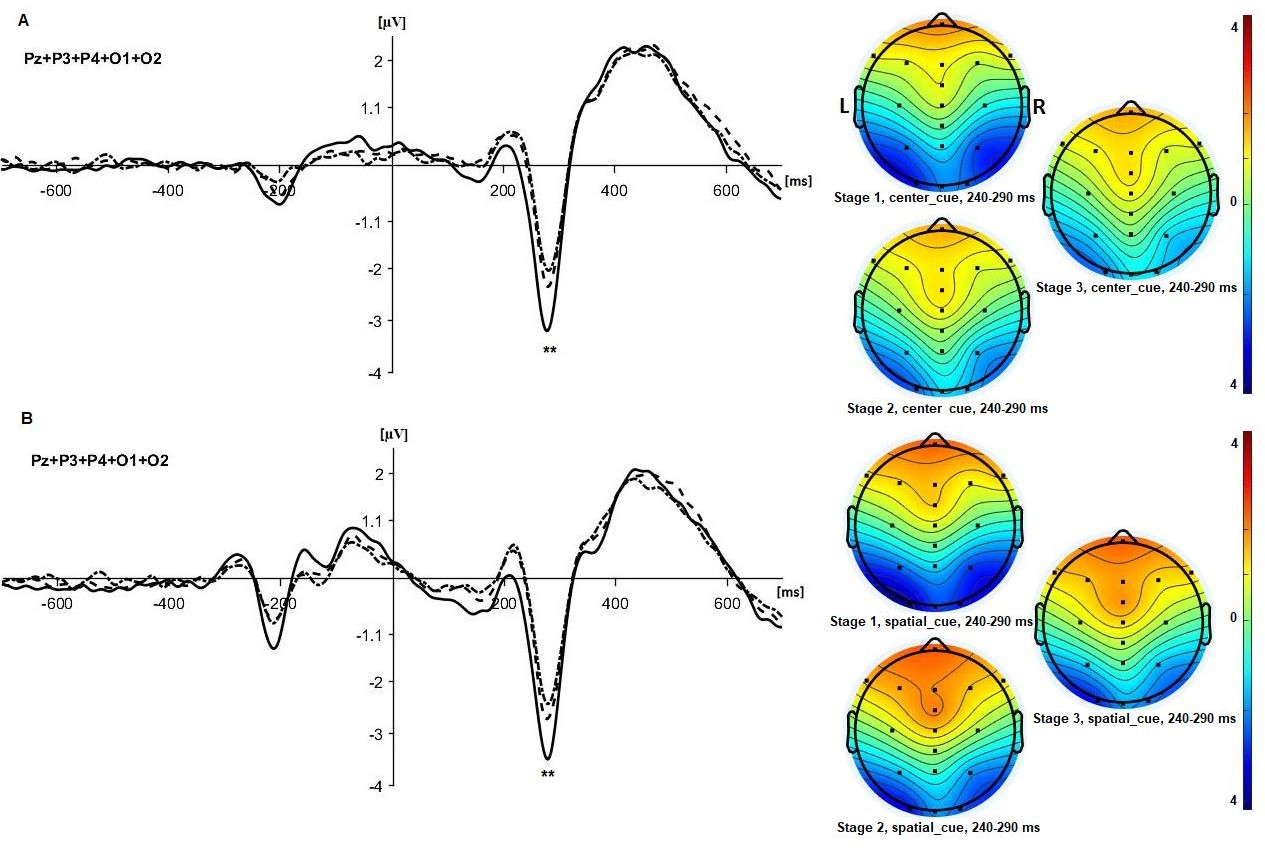 A
[µV]
Pz+P3+P4+O1+O2
2
1.1
-600
-400
-200
200
400
600
[ms]
-1.1
-2
-3
-4
**
4
0
4
L
R
Stage 1, center_cue, 240-290 ms
Stage 3, center_cue, 240-290 ms
Stage 2, center_cue, 240-290 ms
B
[µV]
Pz+P3+P4+O1+O2
2
1.1
-600
-400
-200
200
400
600
[ms]
-1.1
-2
-3
-4
**
4
0
4
Stage 1, spatial_cue, 240-290 ms
Stage 3, spatial_cue, 240-290 ms
Stage 2, spatial_cue, 240-290 ms